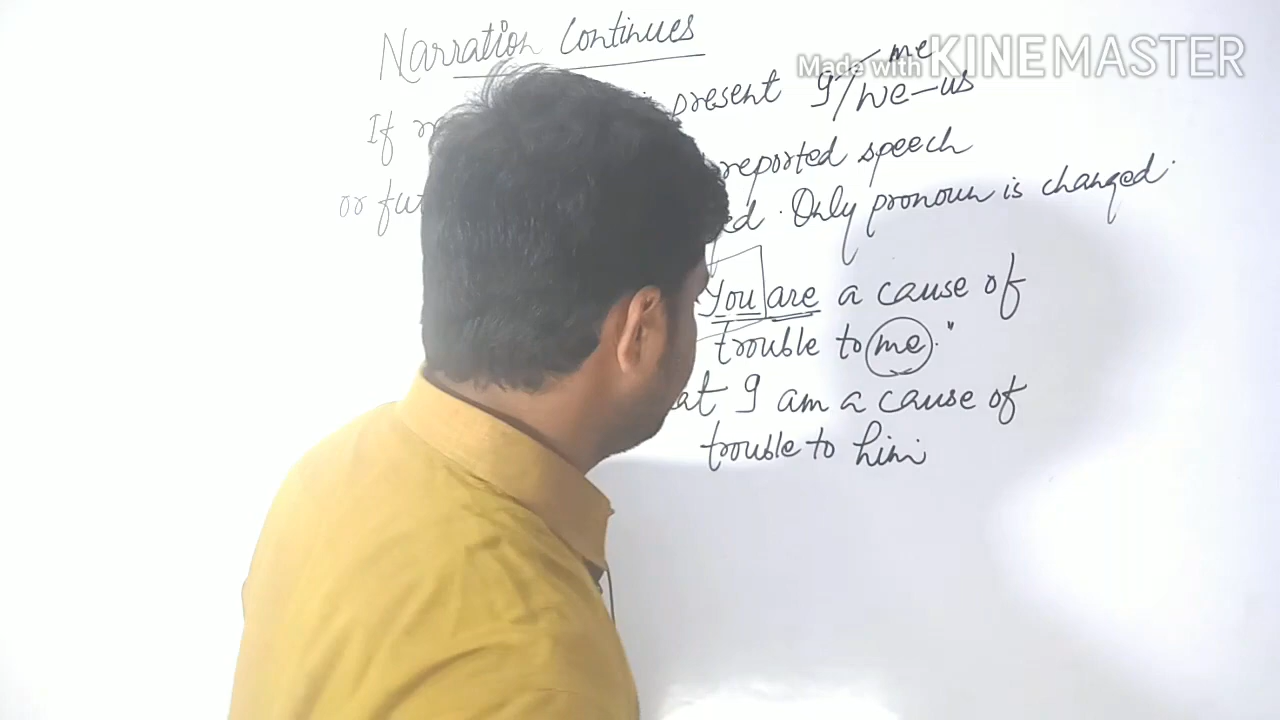 Narration Continues
Made with KINEMASTER
me
If present I/We-us
reported speech
or fut ed. Only pronoun is changed.
You are a cause of
trouble to me."
at I am a cause of
trouble to him